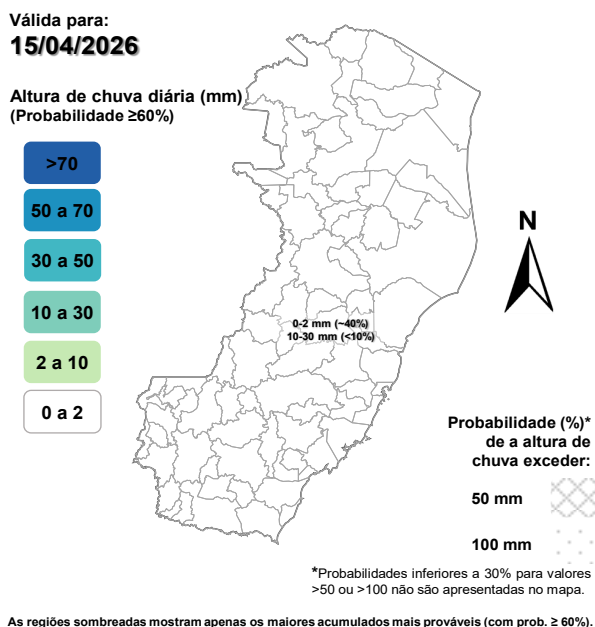 Válida para:
15/04/2026
Altura de chuva diária (mm)
(Probabilidade ≥60%)
>70
50 a 70
30 a 50
10 a 30
2 a 10
0 a 2
0-2 mm (~40%)
10-30 mm (<10%)
N
Probabilidade (%)*
de a altura de
chuva exceder:
50 mm
100 mm
*Probabilidades inferiores a 30% para valores
>50 ou >100 não são apresentadas no mapa.
As regiões sombreadas mostram apenas os maiores acumulados mais prováveis (com prob. ≥ 60%).